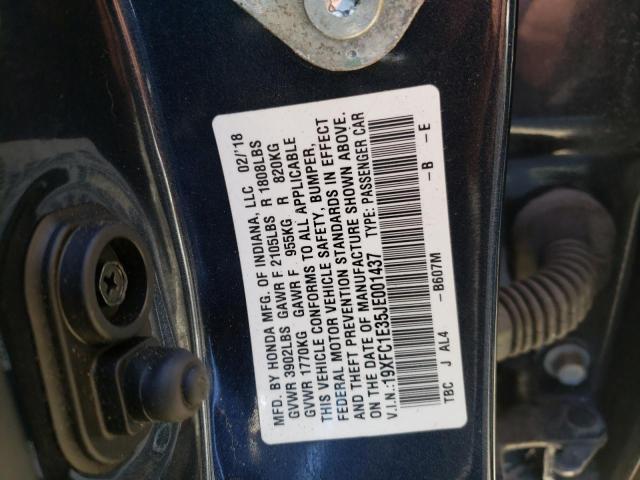 MFD. BY HONDA MFG. OF INDIANA, LLC 02/'18
GVWR 3902LBS GAWR F 2105LBS R 1808LBS
GVWR 1770KG GAWR F 955KG R 820KG
THIS VEHICLE CONFORMS TO ALL APPLICABLE
FEDERAL MOTOR VEHICLE SAFETY, BUMPER,
AND THEFT PREVENTION STANDARDS IN EFFECT
ON THE DATE OF MANUFACTURE SHOWN ABOVE.
V.I.N.:19XFC1E35JE001437 TYPE: PASSENGER CAR
TBC J AL4 -B607M -B -E